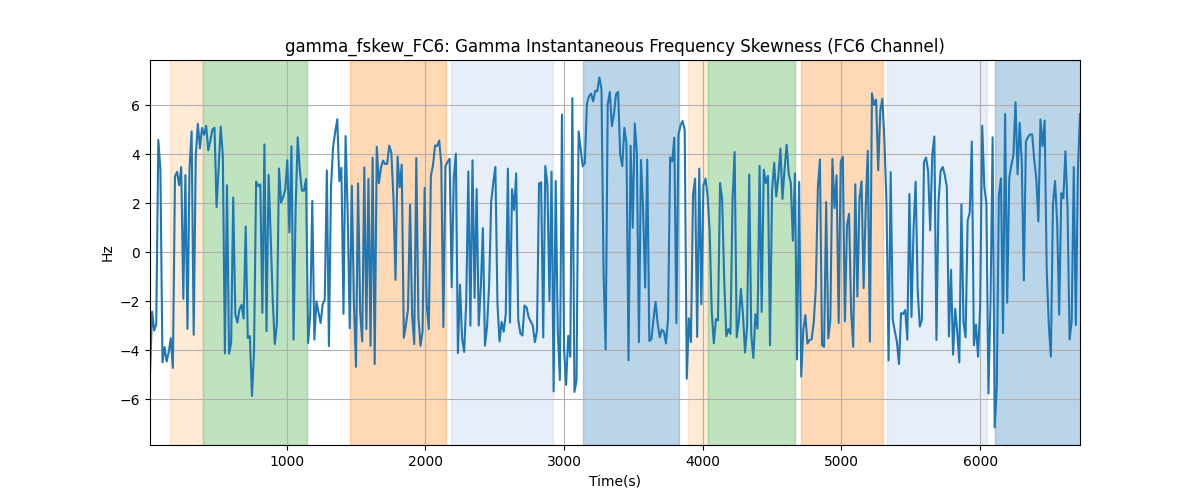 gamma_fskew_FC6: Gamma Instantaneous Frequency Skewness (FC6 Channel)
6
4
2
0
−2
−4
−6
Hz
1000 2000 3000 4000 5000 6000
Time(s)